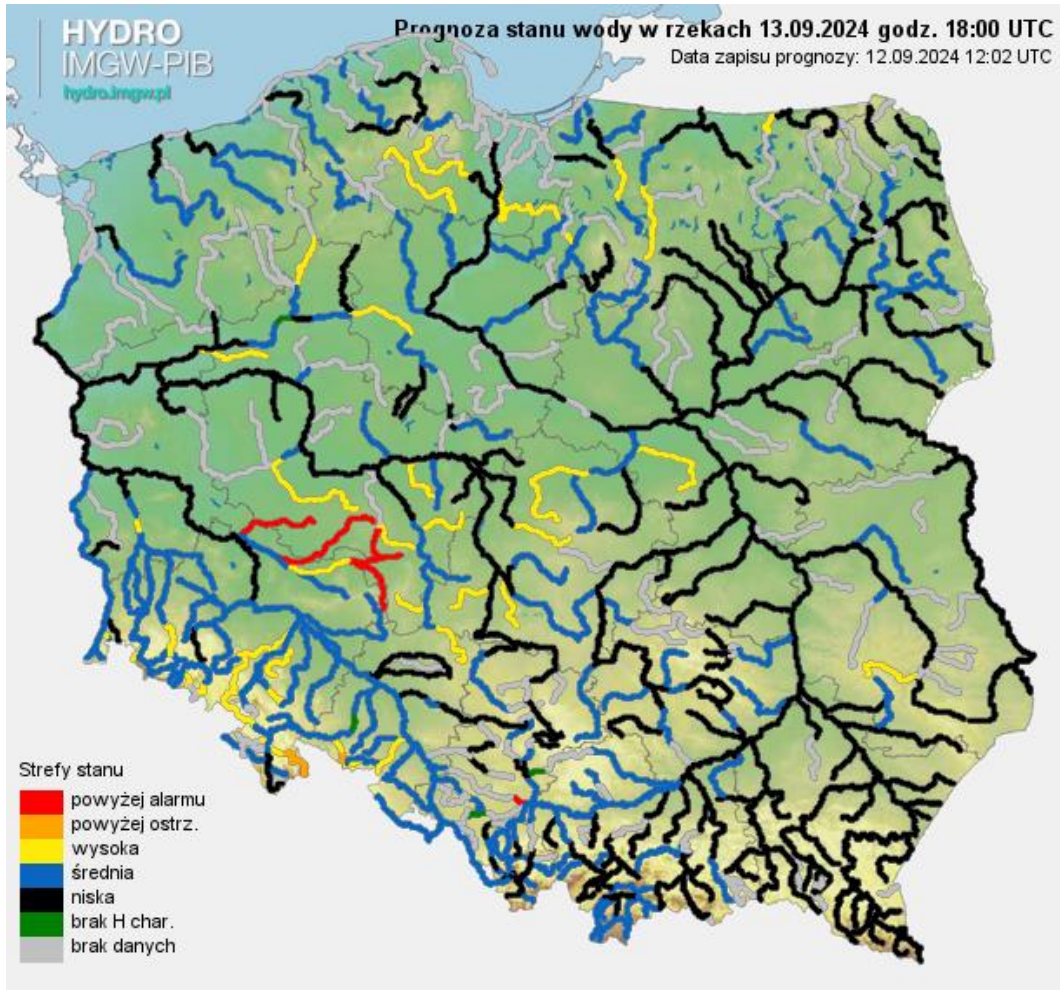 HYDRO
IMGW-PIB
hydro.imgw.pl
Prognoza stanu wody w rzekach 13.09.2024 godz. 18:00 UTC
Data zapisu prognozy: 12.09.2024 12:02 UTC
Strefy stanu
powyżej alarmu
powyżej ostrz.
wysoka
średnia
niska
brak H char.
brak danych